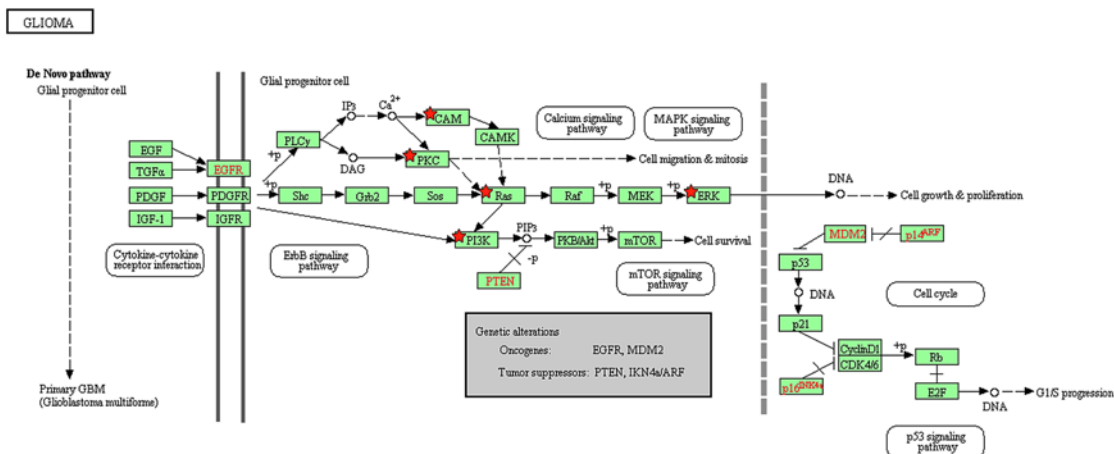 GLIOMA
De Novo pathway
Glial progenitor cell
Primary GBM
(Glioblastoma multiforme)
EGF
TGFα
PDGF
IGF-1
EGFR
PDGFR
IGFR
Cytokine-cytokine
receptor interaction
Glial progenitor cell
+p
PLCγ
IP3
Ca2+
DAG
CAM
CAMK
PKC
Calcium signaling
pathway
MAPK signaling
pathway
Cell migration & mitosis
+p
Shc
Grb2
Sos
Ras
Raf
+p
MEK
+p
ERK
DNA
Cell growth & proliferation
PI3K
PIP3
-p
PTEN
PKB/Akt
+p
mTOR
Cell survival
ErbB signaling
pathway
mTOR signaling
pathway
Genetic alterations
Oncogenes: EGFR, MDM2
Tumor suppressors: PTEN, IKN4a/ARF
MDM2
p14ARF
p53
DNA
p21
Cell cycle
CyclinD1
CDK4/6
p16INK4a
+p
Rb
E2F
DNA
G1/S progression
p53 signaling
pathway